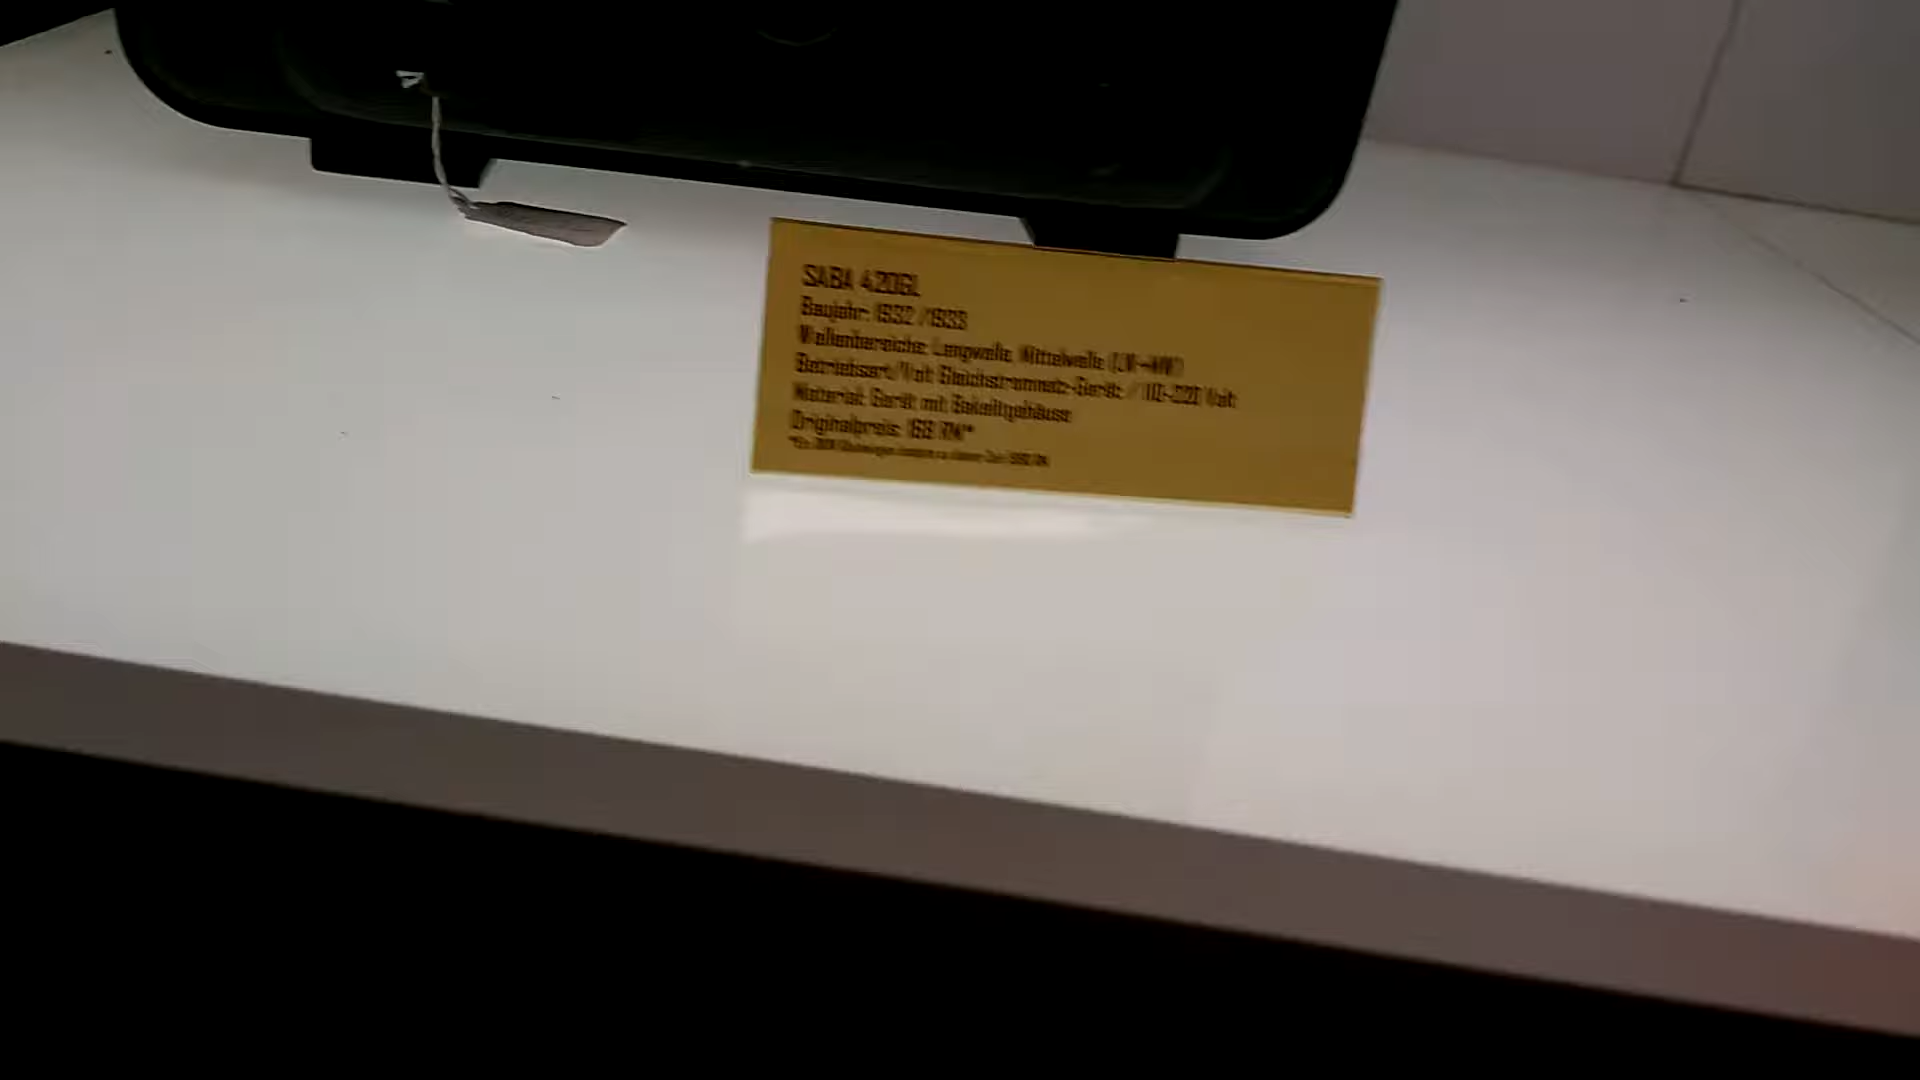 SABA 420GL
Baujahr: 1932 / 1933
Wellenbereiche: Langwelle, Mittelwelle (LW-MW)
Betriebsart/Volt: Gleichstromnetz-Gerät / 110-220 Volt
Material: Gerät mit Bakelitgehäuse
Originalpreis: 168 RM*